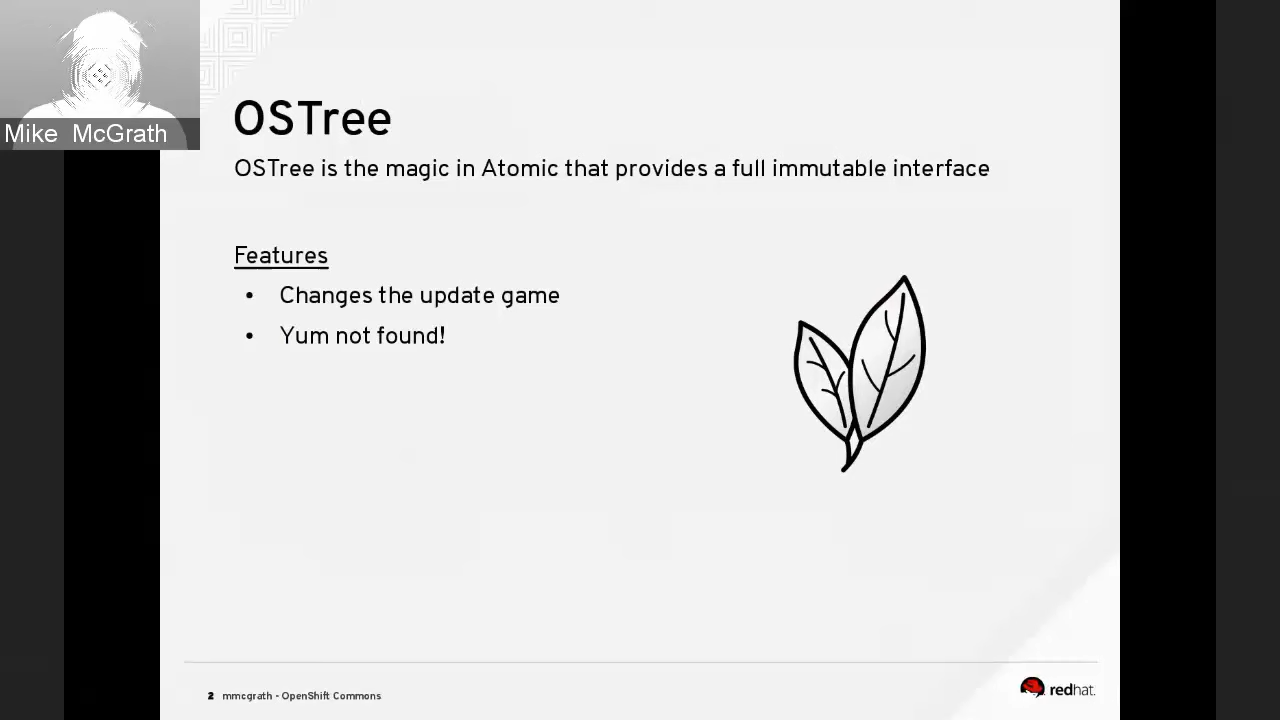 Mike McGrath
OSTree
OSTree is the magic in Atomic that provides a full immutable interface
Features
• Changes the update game
• Yum not found!
2 mmcgrath - OpenShift Commons
redhat.